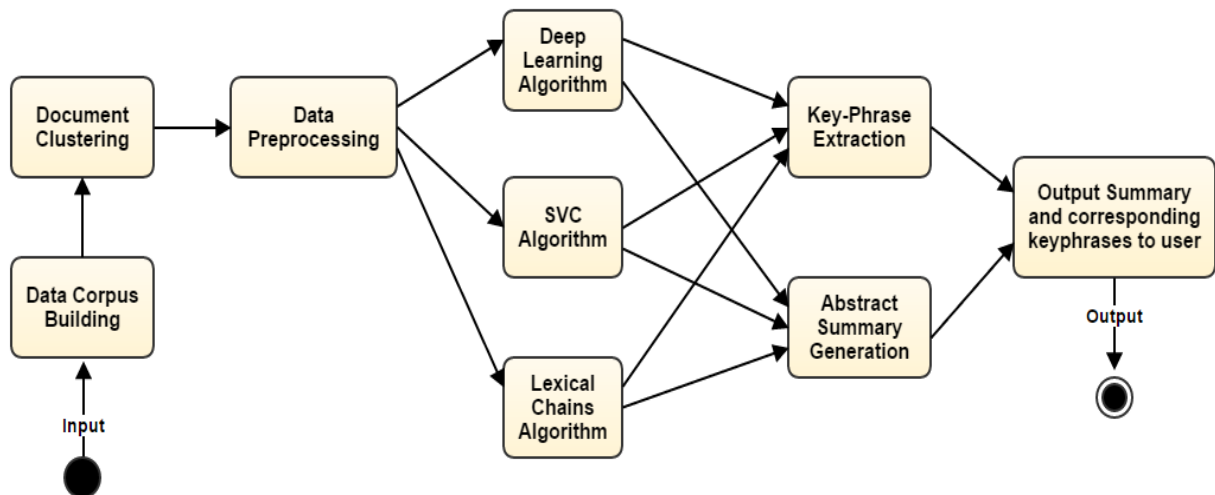 Document
Clustering
Data Corpus
Building
Input
Data
Preprocessing
Deep
Learning
Algorithm
SVC
Algorithm
Lexical
Chains
Algorithm
Key-Phrase
Extraction
Abstract
Summary
Generation
Output Summary
and corresponding
keyphrases to user
Output